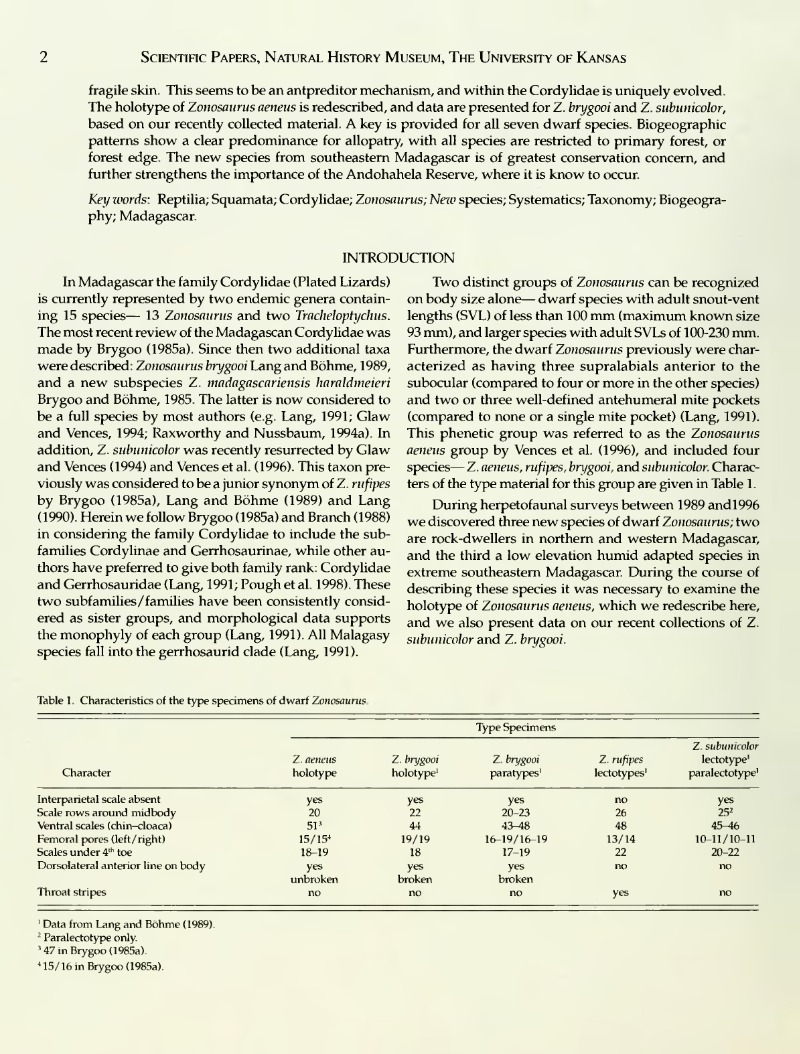 2
SCIENTIFIC PAPERS, NATURAL HISTORY MUSEUM, THE UNIVERSITY OF KANSAS
fragile skin. This seems to be an antpreditor mechanism, and within the Cordylidae is uniquely evolved.
The holotype of Zonosaurus aeneus is redescribed, and data are presented for Z. brygooi and Z. subunicolor,
based on our recently collected material. A key is provided for all seven dwarf species. Biogeographic
patterns show a clear predominance for allopatry, with all species are restricted to primary forest, or
forest edge. The new species from southeastern Madagascar is of greatest conservation concern, and
further strengthens the importance of the Andohahela Reserve, where it is know to occur.
Key words: Reptilia; Squamata; Cordylidae; Zonosaurus; New species; Systematics; Taxonomy; Biogeogra-
phy; Madagascar.
INTRODUCTION
In Madagascar the family Cordylidae (Plated Lizards)
is currently represented by two endemic genera contain-
ing 15 species— 13 Zonosaurus and two Tracheloptychus.
The most recent review of the Madagascan Cordylidae was
made by Brygoo (1985a). Since then two additional taxa
were described: Zonosaurus brygooi Lang and Böhme, 1989,
and a new subspecies Z. madagascariensis haraldmeieri
Brygoo and Böhme, 1985. The latter is now considered to
be a full species by most authors (e.g. Lang, 1991; Glaw
and Vences, 1994; Raxworthy and Nussbaum, 1994a). In
addition, Z. subunicolor was recently resurrected by Glaw
and Vences (1994) and Vences et al. (1996). This taxon pre-
viously was considered to be a junior synonym of Z. rufipes
by Brygoo (1985a), Lang and Böhme (1989) and Lang
(1990). Herein we follow Brygoo (1985a) and Branch (1988)
in considering the family Cordylidae to include the sub-
families Cordylinae and Gerrhosaurinae, while other au-
thors have preferred to give both family rank: Cordylidae
and Gerrhosauridae (Lang, 1991; Pough et al. 1998). These
two subfamilies/families have been consistently consid-
ered as sister groups, and morphological data supports
the monophyly of each group (Lang, 1991). All Malagasy
species fall into the gerrhosaurid clade (Lang, 1991).
Two distinct groups of Zonosaurus can be recognized
on body size alone— dwarf species with adult snout-vent
lengths (SVL) of less than 100 mm (maximum known size
93 mm), and larger species with adult SVLs of 100-230 mm.
Furthermore, the dwarf Zonosaurus previously were char-
acterized as having three supralabials anterior to the
subocular (compared to four or more in the other species)
and two or three well-defined antehumeral mite pockets
(compared to none or a single mite pocket) (Lang, 1991).
This phenetic group was referred to as the Zonosaurus
aeneus group by Vences et al. (1996), and included four
species— Z. aeneus, rufipes, brygooi, and subunicolor. Charac-
ters of the type material for this group are given in Table 1.
During herpetofaunal surveys between 1989 and1996
we discovered three new species of dwarf Zonosaurus; two
are rock-dwellers in northern and western Madagascar,
and the third a low elevation humid adapted species in
extreme southeastern Madagascar. During the course of
describing these species it was necessary to examine the
holotype of Zonosaurus aeneus, which we redescribe here,
and we also present data on our recent collections of Z.
subunicolor and Z. brygooi.
Table 1. Characteristics of the type specimens of dwarf Zonosaurus.
Type Specimens
Z. subunicolor
Z. aeneus Z. brygooi Z. brygooi Z. rufipes lectotype¹
Character holotype holotype¹ paratypes¹ lectotypes¹ paralectotype¹
Interparietal scale absent yes yes yes no yes
Scale rows around midbody 20 22 20–23 26 25²
Ventral scales (chin–cloaca) 51³ 44 43–48 48 45–46
Femoral pores (left/right) 15/15⁴ 19/19 16–19/16–19 13/14 10–11/10–11
Scales under 4th toe 18–19 18 17–19 22 20–22
Dorsolateral anterior line on body yes yes yes no no
unbroken broken broken
Throat stripes no no no yes no
¹ Data from Lang and Böhme (1989).
² Paralectotype only.
³ 47 in Brygoo (1985a).
⁴ 15/16 in Brygoo (1985a).